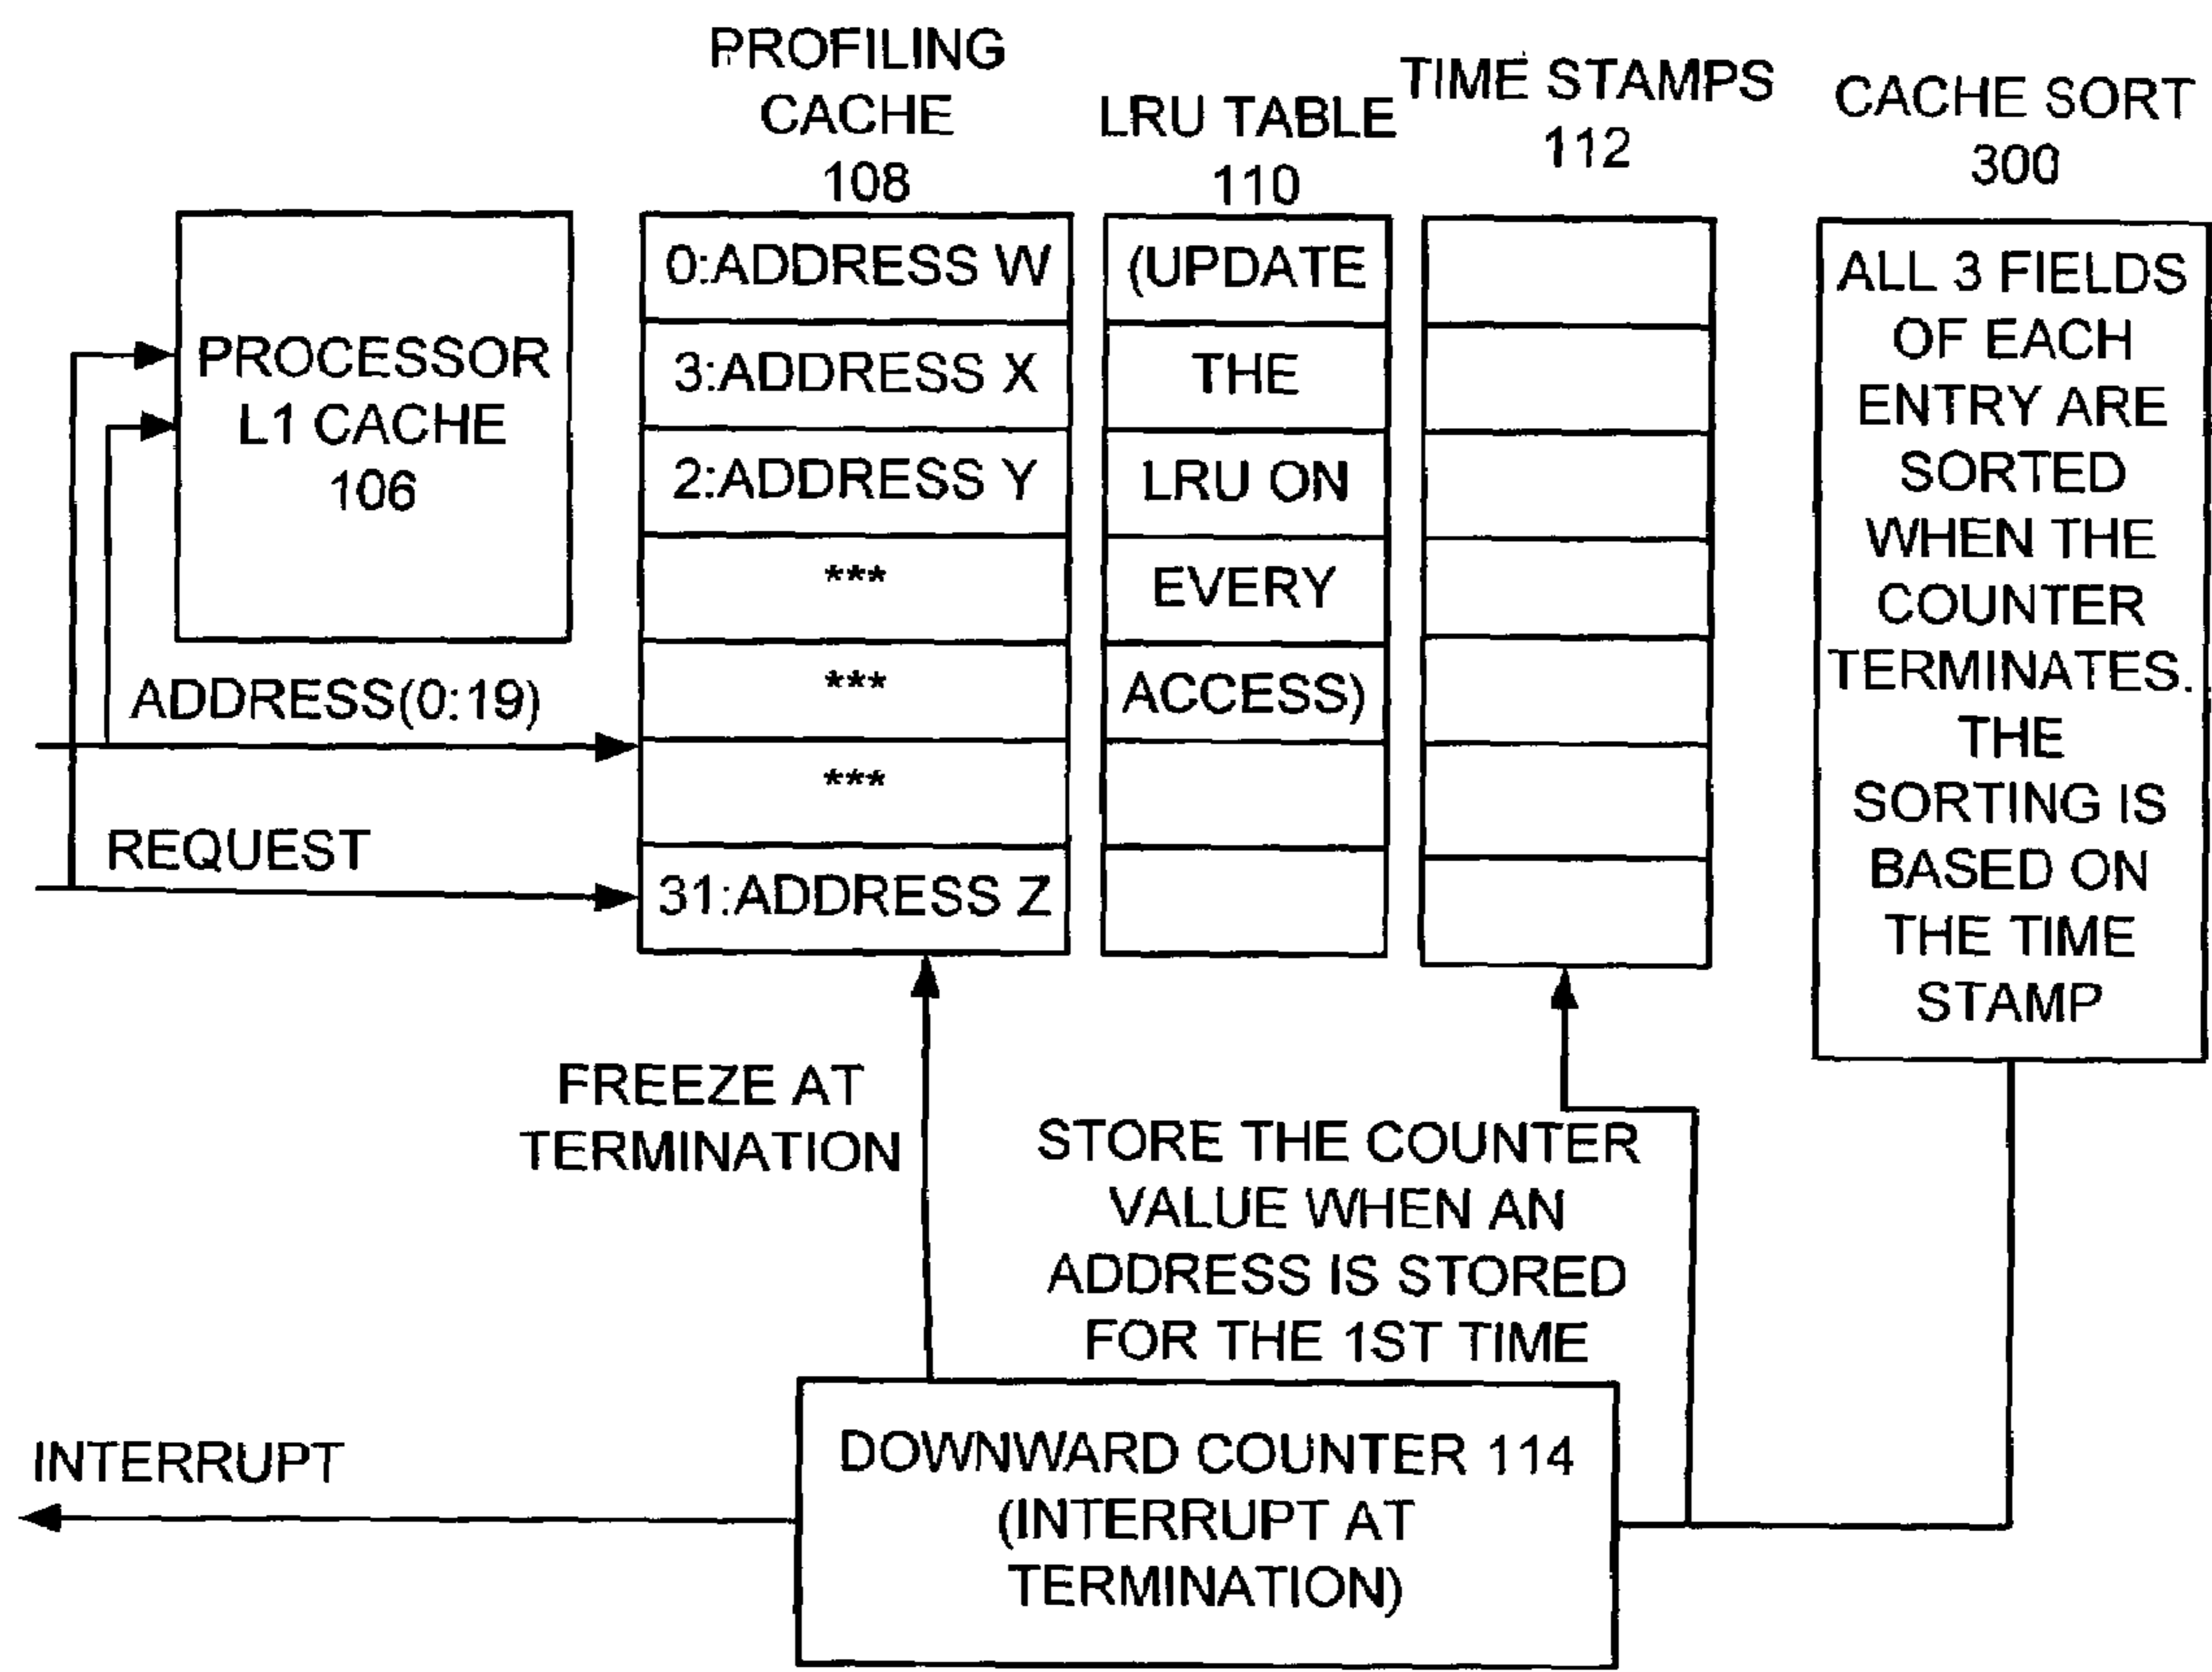 PROFILING
CACHE
108
LRU TABLE
110
TIME STAMPS
112
CACHE SORT
300
PROCESSOR
L1 CACHE
106
0:ADDRESS W
3:ADDRESS X
2:ADDRESS Y
***
***
***
31:ADDRESS Z
(UPDATE
THE
LRU ON
EVERY
ACCESS)
ALL 3 FIELDS
OF EACH
ENTRY ARE
SORTED
WHEN THE
COUNTER
TERMINATES.
THE
SORTING IS
BASED ON
THE TIME
STAMP
ADDRESS(0:19)
REQUEST
FREEZE AT
TERMINATION
STORE THE COUNTER
VALUE WHEN AN
ADDRESS IS STORED
FOR THE 1ST TIME
INTERRUPT
DOWNWARD COUNTER 114
(INTERRUPT AT
TERMINATION)